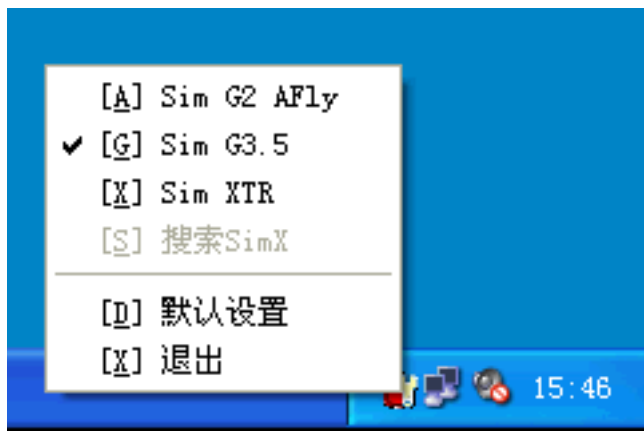 [A] Sim G2 AFly
[G] Sim G3.5
[X] Sim XTR
[S] 搜索SimX
[D] 默认设置
[X] 退出
15:46